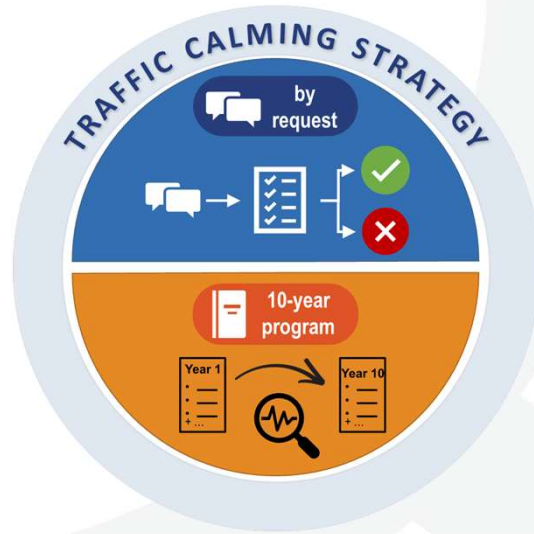 TRAFFIC CALMING STRATEGY
by
request
10-year
program
Year 1
+ ...
Year 10
+ ...